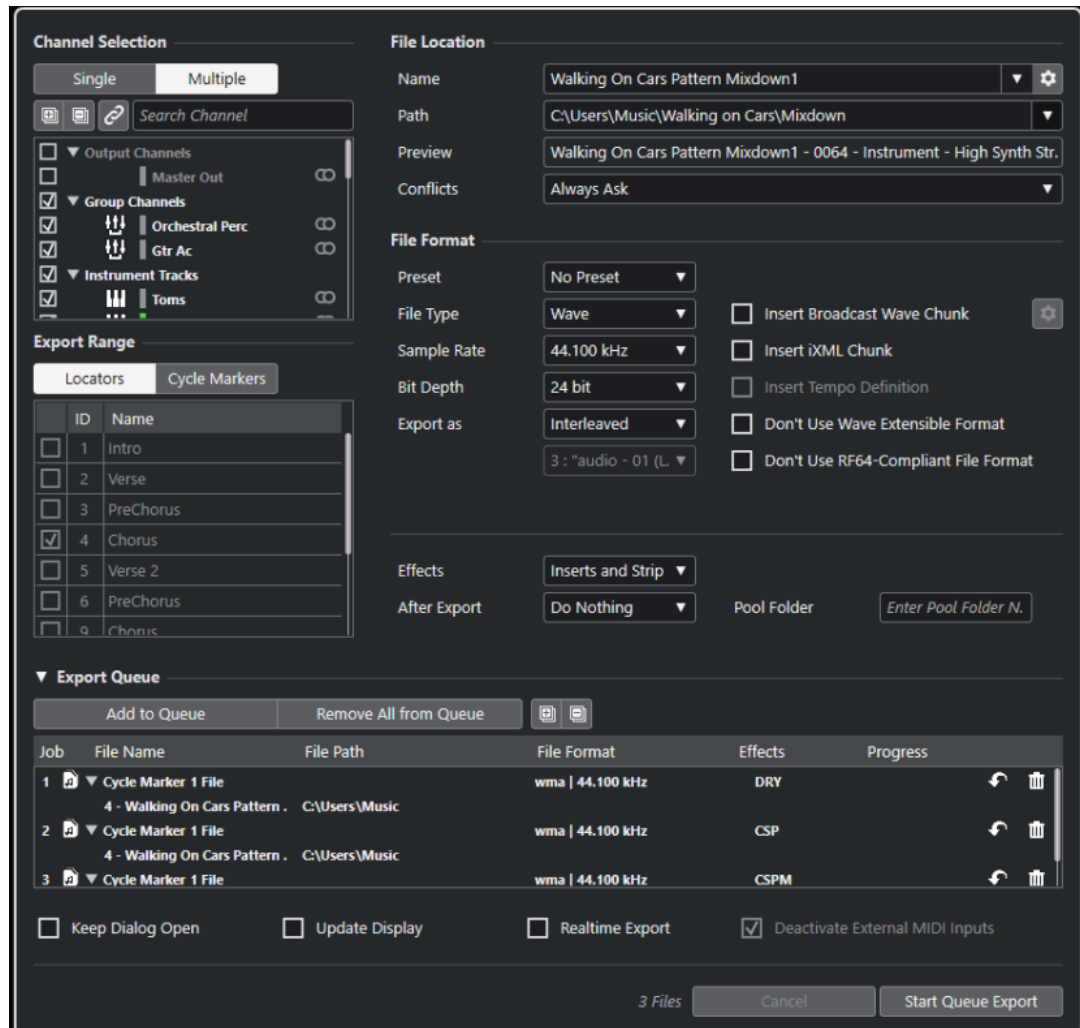 Channel Selection
Single Multiple
Search Channel
Output Channels
Master Out
Group Channels
Orchestral Perc
Gtr Ac
Instrument Tracks
Toms
Export Range
Locators Cycle Markers
ID Name
1 Intro
2 Verse
3 PreChorus
4 Chorus
5 Verse 2
6 PreChorus
9 Chorus
File Location
Name Walking On Cars Pattern Mixdown1
Path C:\Users\Music\Walking on Cars\Mixdown
Preview Walking On Cars Pattern Mixdown1 - 0064 - Instrument - High Synth Str.
Conflicts Always Ask
File Format
Preset No Preset
File Type Wave Insert Broadcast Wave Chunk
Sample Rate 44.100 kHz Insert iXML Chunk
Bit Depth 24 bit Insert Tempo Definition
Export as Interleaved Don't Use Wave Extensible Format
3 : "audio - 01 (L. Don't Use RF64-Compliant File Format
Effects Inserts and Strip
After Export Do Nothing Pool Folder Enter Pool Folder N.
Export Queue
Add to Queue Remove All from Queue
Job File Name File Path File Format Effects Progress
1 Cycle Marker 1 File wma | 44.100 kHz DRY
4 - Walking On Cars Pattern . C:\Users\Music
2 Cycle Marker 1 File wma | 44.100 kHz CSP
4 - Walking On Cars Pattern . C:\Users\Music
3 Cycle Marker 1 File wma | 44.100 kHz CSPM
Keep Dialog Open Update Display Realtime Export Deactivate External MIDI Inputs
3 Files Cancel Start Queue Export